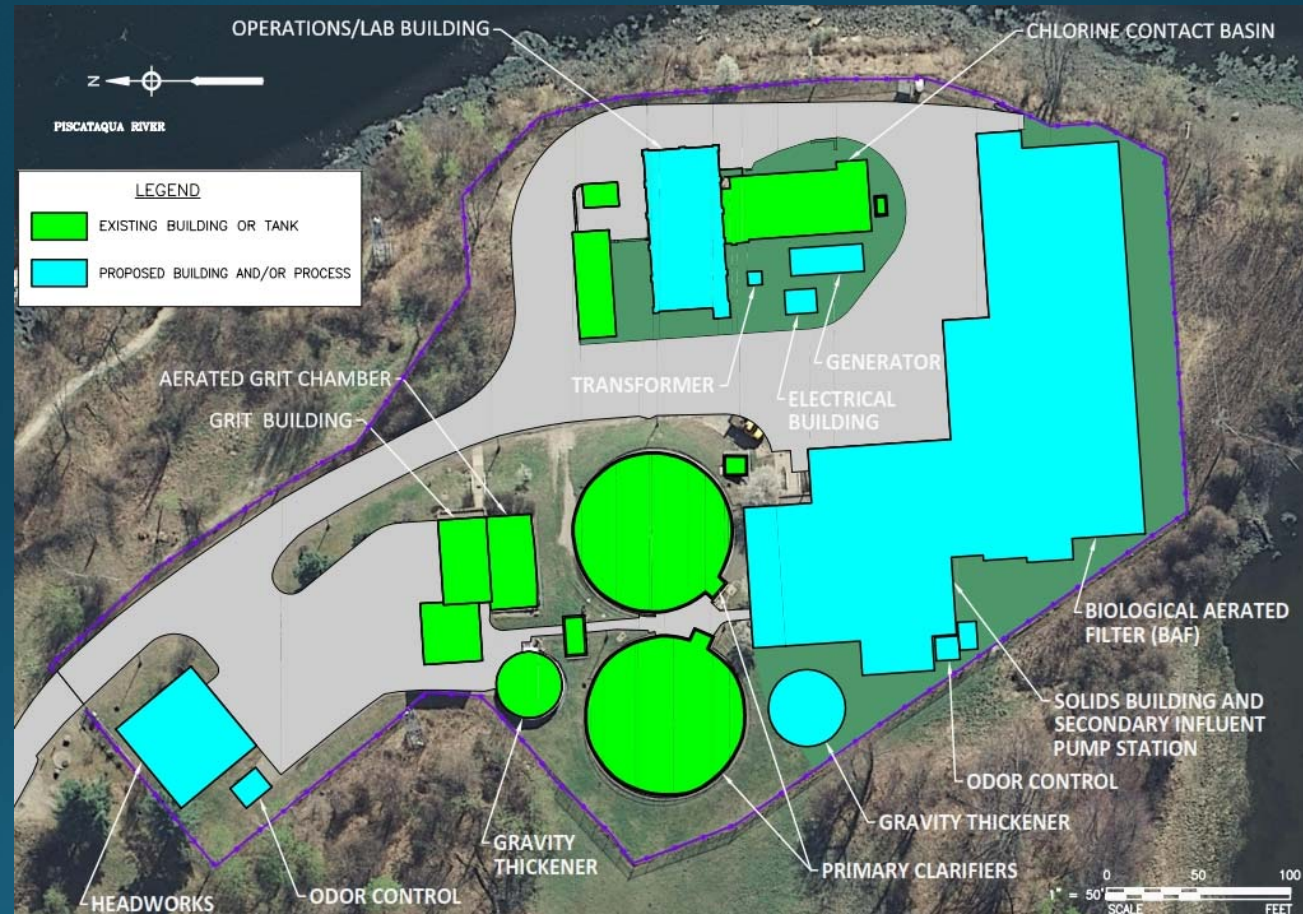 OPERATIONS/LAB BUILDING
CHLORINE CONTACT BASIN
N
PISCATAQUA RIVER
LEGEND
EXISTING BUILDING OR TANK
PROPOSED BUILDING AND/OR PROCESS
AERATED GRIT CHAMBER
GRIT BUILDING
TRANSFORMER
GENERATOR
ELECTRICAL
BUILDING
BIOLOGICAL AERATED
FILTER (BAF)
SOLIDS BUILDING AND
SECONDARY INFLUENT
PUMP STATION
ODOR CONTROL
GRAVITY THICKENER
PRIMARY CLARIFIERS
GRAVITY
THICKENER
ODOR CONTROL
HEADWORKS
0 50 100
1" = 50'
SCALE FEET